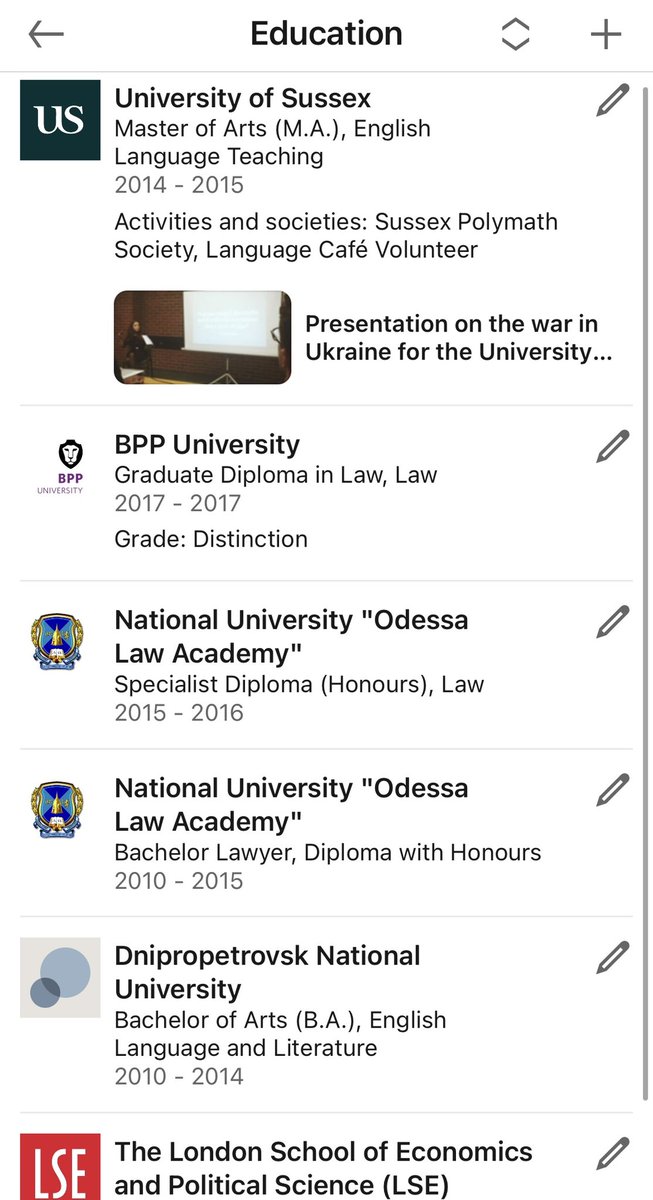 Education
US
University of Sussex
Master of Arts (M.A.), English
Language Teaching
2014 - 2015
Activities and societies: Sussex Polymath
Society, Language Café Volunteer
Presentation on the war in
Ukraine for the University...
BPP
UNIVERSITY
BPP University
Graduate Diploma in Law, Law
2017 - 2017
Grade: Distinction
National University "Odessa
Law Academy"
Specialist Diploma (Honours), Law
2015 - 2016
National University "Odessa
Law Academy"
Bachelor Lawyer, Diploma with Honours
2010 - 2015
Dnipropetrovsk National
University
Bachelor of Arts (B.A.), English
Language and Literature
2010 - 2014
LSE
The London School of Economics
and Political Science (LSE)